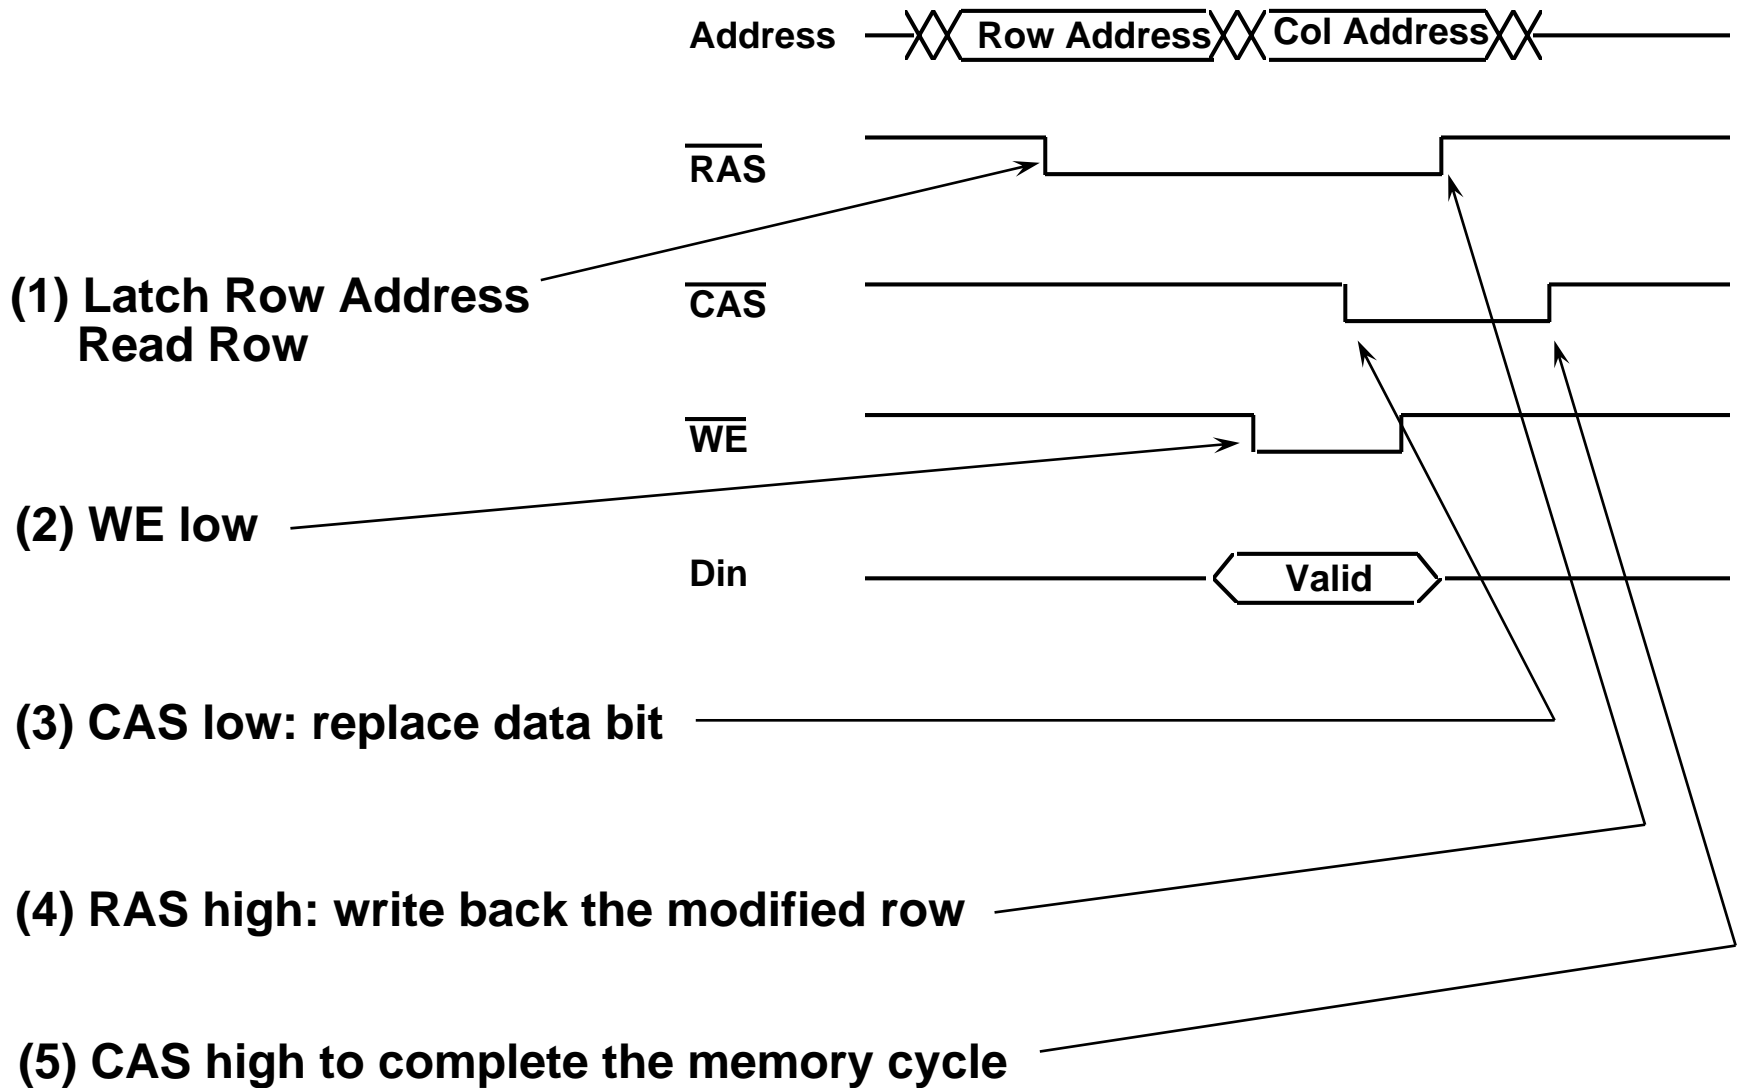 Address Row Address Col Address
RAS
(1) Latch Row Address
Read Row
CAS
WE
(2) WE low
Din Valid
(3) CAS low: replace data bit
(4) RAS high: write back the modified row
(5) CAS high to complete the memory cycle